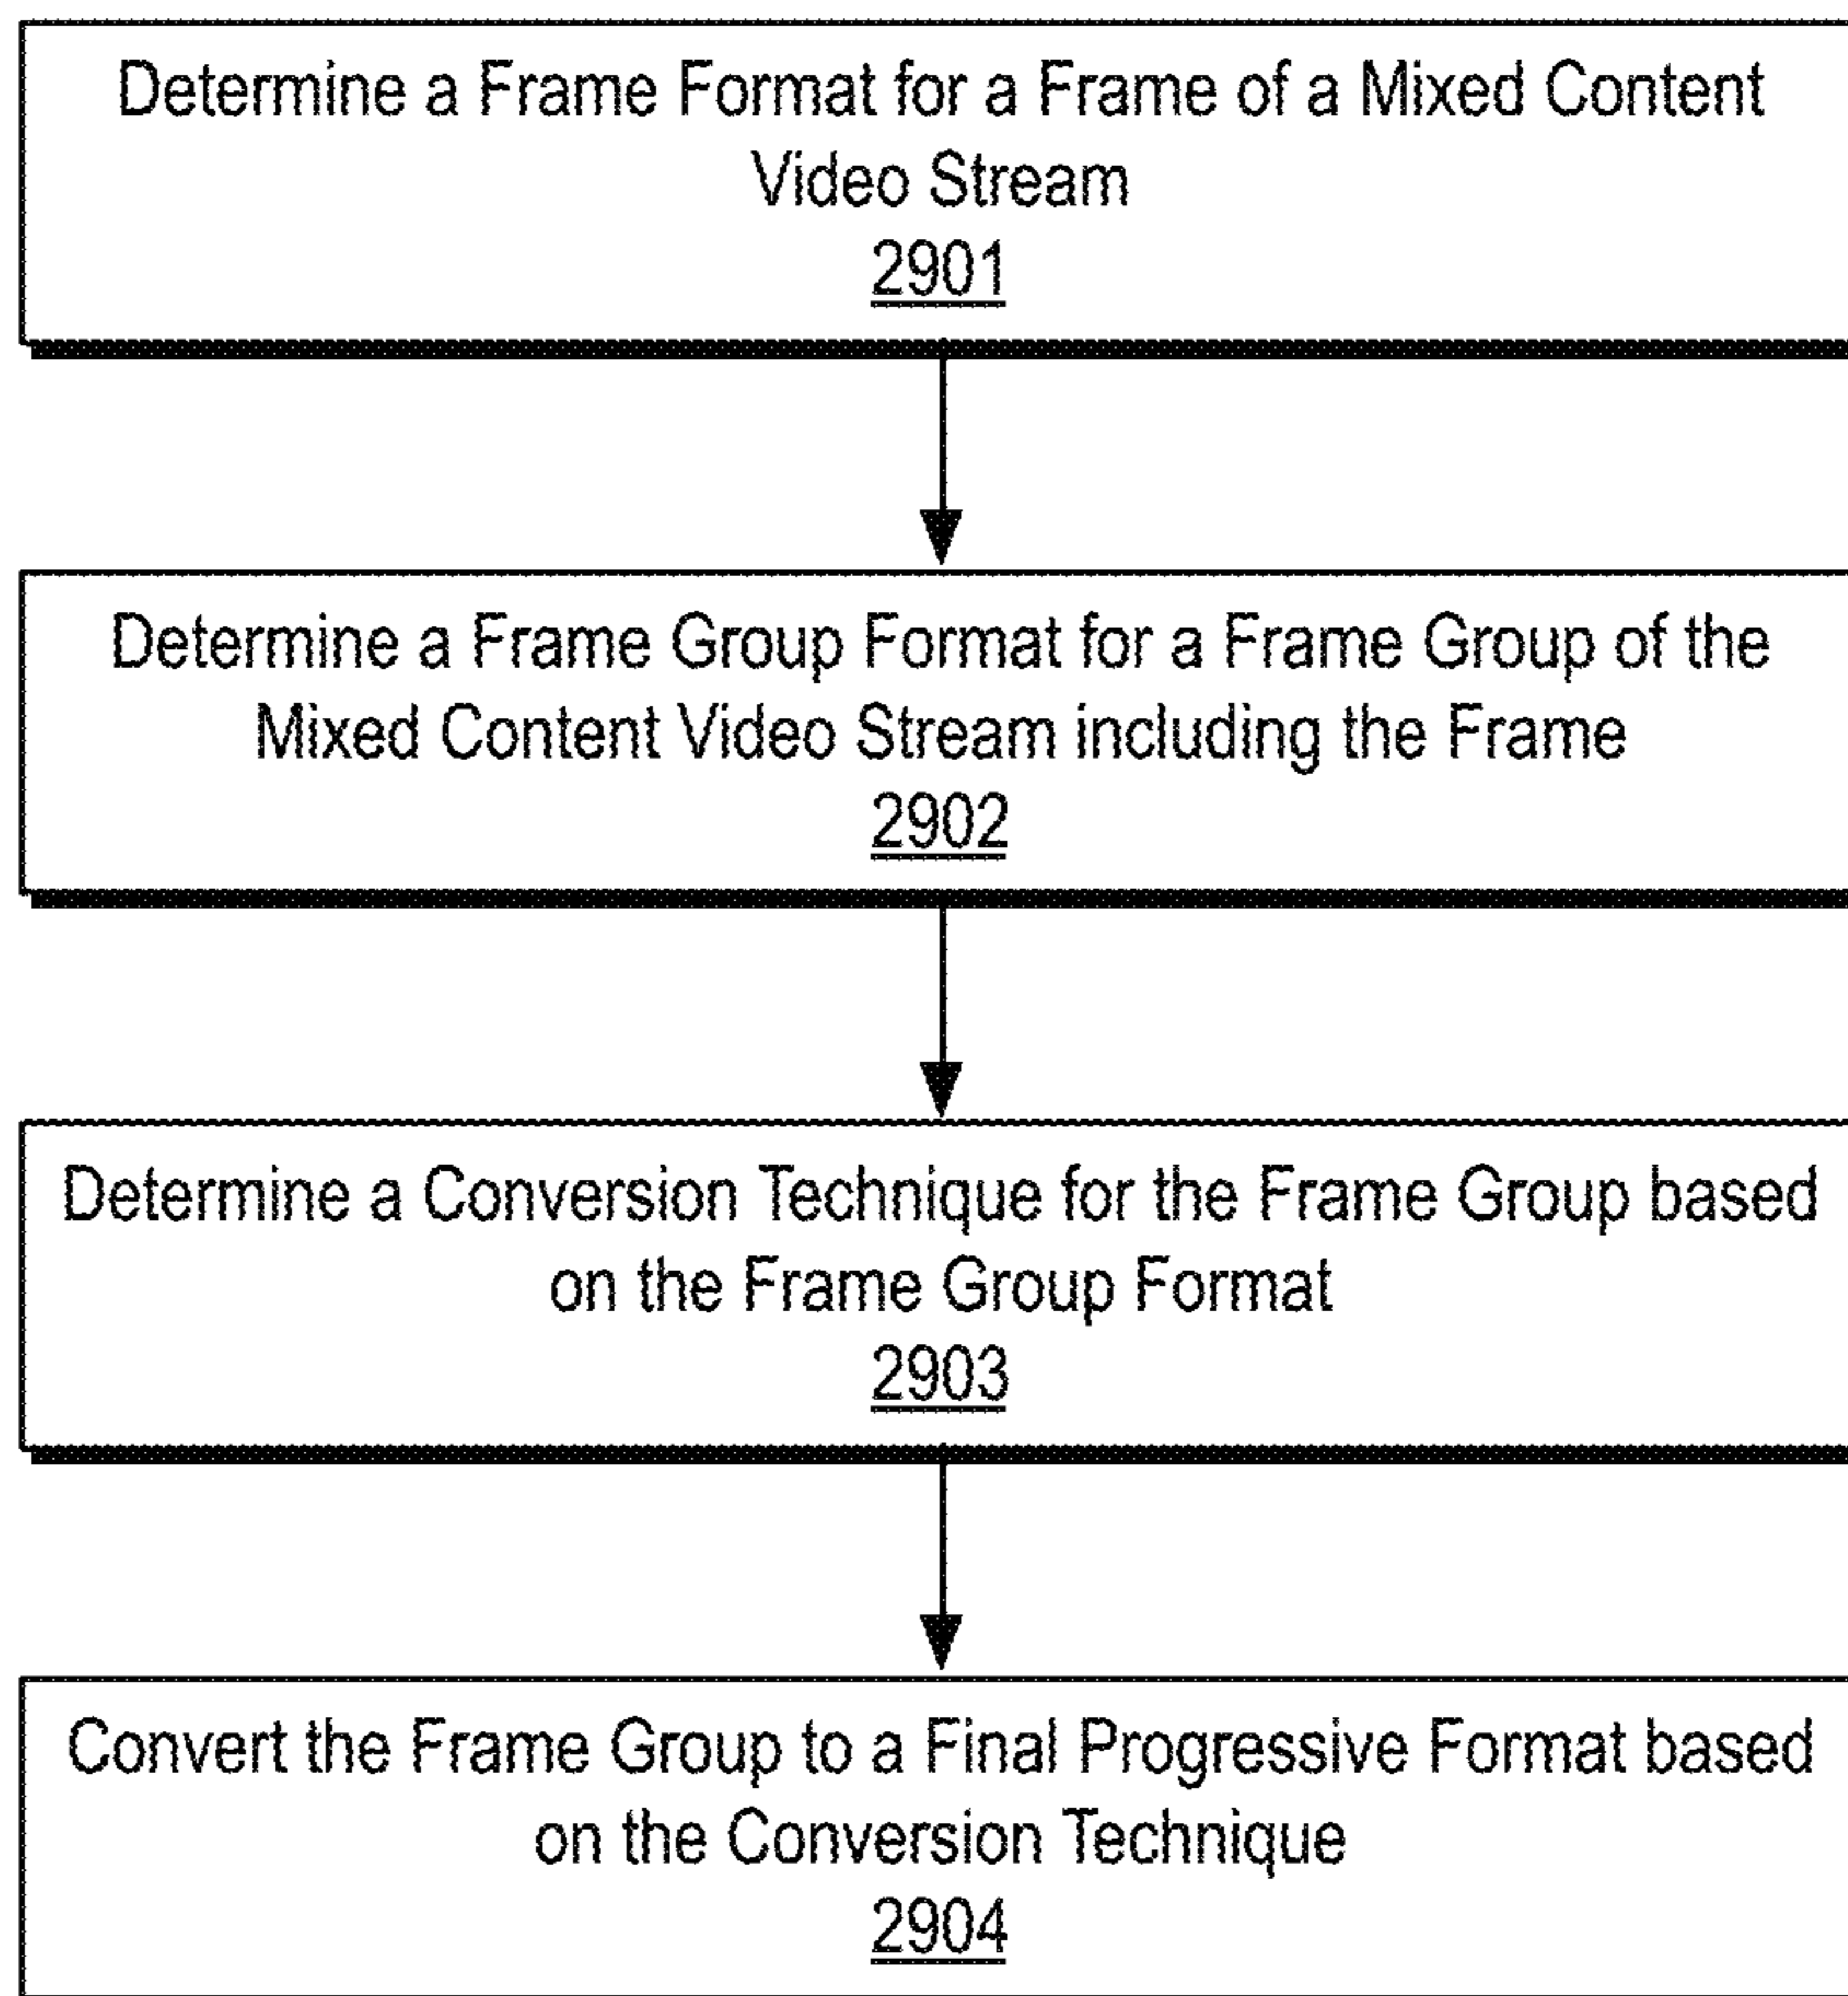 Determine a Frame Format for a Frame of a Mixed Content
Video Stream
2901
Determine a Frame Group Format for a Frame Group of the
Mixed Content Video Stream including the Frame
2902
Determine a Conversion Technique for the Frame Group based
on the Frame Group Format
2903
Convert the Frame Group to a Final Progressive Format based
on the Conversion Technique
2904